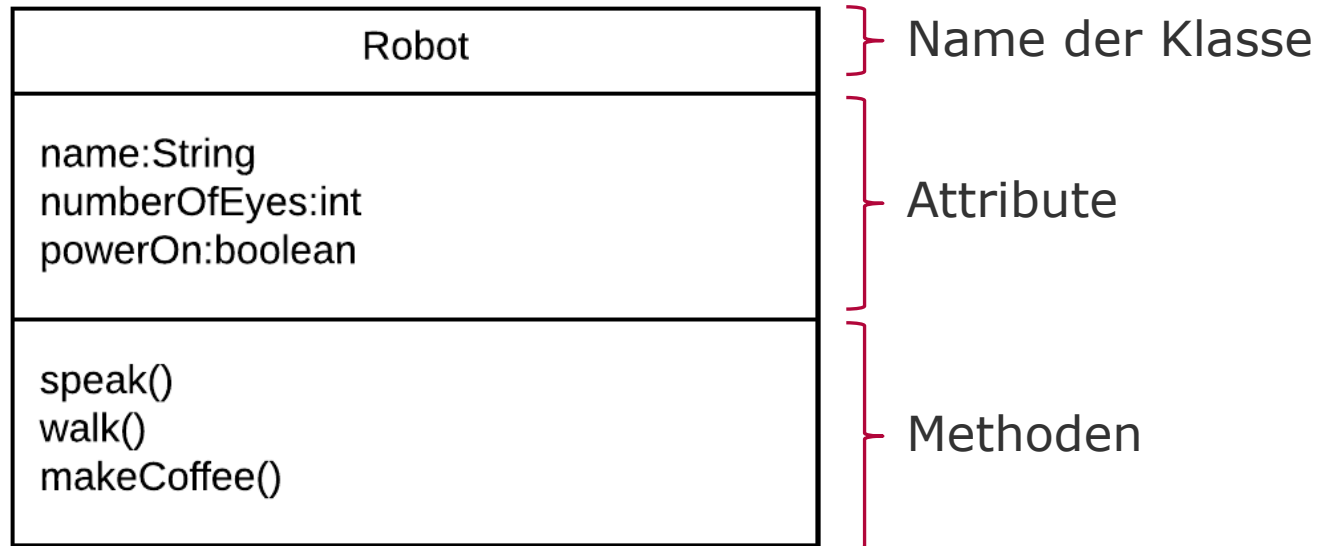 Robot
Name der Klasse
name:String
numberOfEyes:int
powerOn:boolean
Attribute
speak()
walk()
makeCoffee()
Methoden